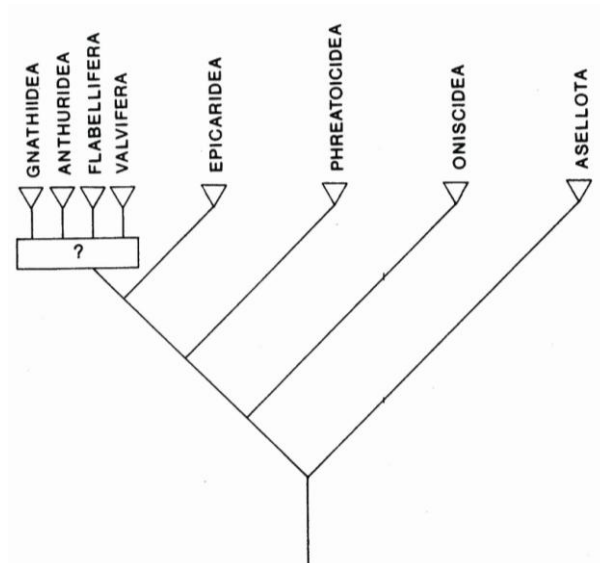 GNATHIIDEA
ANTHURIDEA
FLABELLIFERA
VALVIFERA
EPICARIDEA
PHREATOICIDEA
ONISCIDEA
ASELLOTA
?